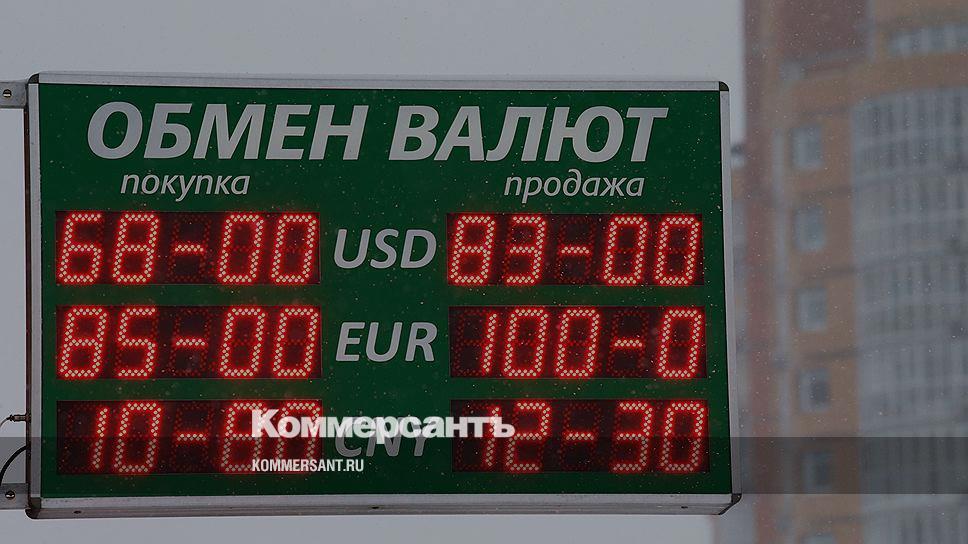 ОБМЕН ВАЛЮТ
покупка продажа
68-00 USD 83-00
85-00 EUR 100-0
CNY 12-30
Коммерсантъ
KOMMERSANT.RU